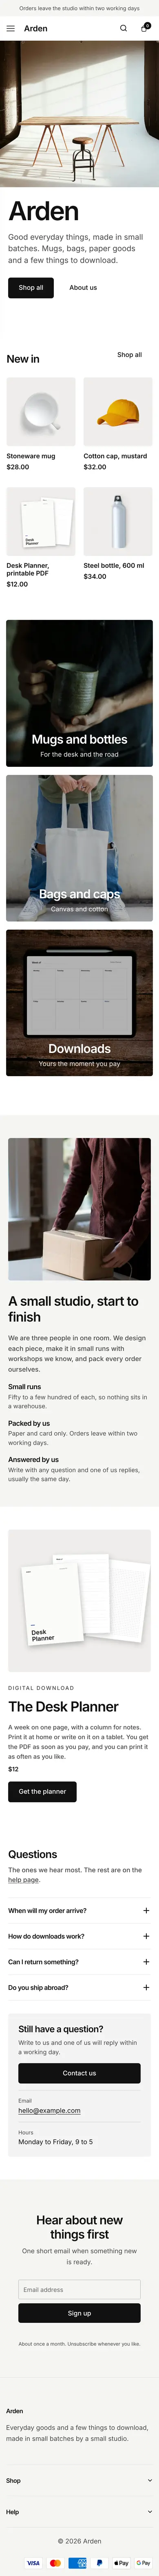 Orders leave the studio within two working days
Arden
0
Arden
Good everyday things, made in small
batches. Mugs, bags, paper goods
and a few things to download.
Shop all
About us
New in
Shop all
Stoneware mug
$28.00
Cotton cap, mustard
$32.00
Desk
Planner
Desk Planner,
printable PDF
$12.00
Steel bottle, 600 ml
$34.00
Mugs and bottles
For the desk and the road
Bags and caps
Canvas and cotton
Downloads
Yours the moment you pay
A small studio, start to
finish
We are three people in one room. We design
each piece, make it in small runs with
workshops we know, and pack every order
ourselves.
Small runs
Fifty to a few hundred of each, so nothing sits in
a warehouse.
Packed by us
Paper and card only. Orders leave within two
working days.
Answered by us
Write with any question and one of us replies,
usually the same day.
Desk
Planner
DIGITAL DOWNLOAD
The Desk Planner
A week on one page, with a column for notes.
Print it at home or write on it on a tablet. You get
the PDF as soon as you pay, and you can print it
as often as you like.
$12
Get the planner
Questions
The ones we hear most. The rest are on the
help page.
When will my order arrive?
How do downloads work?
Can I return something?
Do you ship abroad?
Still have a question?
Write to us and one of us will reply within
a working day.
Contact us
Email
hello@example.com
Hours
Monday to Friday, 9 to 5
Hear about new
things first
One short email when something new
is ready.
Email address
Sign up
About once a month. Unsubscribe whenever you like.
Arden
Everyday goods and a few things to download,
made in small batches by a small studio.
Shop
Help
© 2026 Arden
VISA
Pay
G Pay